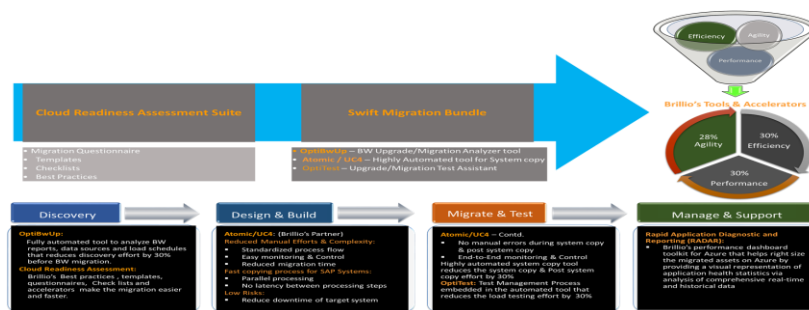 Efficiency
Agility
Performance
Brillio's Tools & Accelerators
Cloud Readiness Assessment Suite
Swift Migration Bundle
• Migration Questionnaire
• Templates
• Checklists
• Best Practices
• OptiBwUp – BW Upgrade/Migration Analyzer tool
• Atomic / UC4 – Highly Automated tool for System copy
• OptiTest – Upgrade/Migration Test Assistant
28%
Agility
30%
Efficiency
30%
Performance
Discovery
Design & Build
Migrate & Test
Manage & Support
OptiBwUp:
Fully automated tool to analyze BW
reports, data sources and load schedules
that reduces discovery effort by 30%
before BW migration.
Cloud Readiness Assessment:
Brillio's Best practices , templates,
questionnaires, Check lists and
accelerators make the migration easier
and faster.
Atomic/UC4: (Brillio's Partner)
Reduced Manual Efforts & Complexity:
• Standardized process flow
• Easy monitoring & Control
• Reduced migration time
Fast copying process for SAP Systems:
• Parallel processing
• No latency between processing steps
Low Risks:
• Reduce downtime of target system
Atomic/UC4 – Contd.
• No manual errors during system copy
& post system copy
• End-to-End monitoring & Control
Highly automated system copy tool
reduces the system copy & Post system
copy effort by 30%
OptiTest: Test Management Process
embedded in the automated tool that
reduces the load testing effort by 30%
Rapid Application Diagnostic and
Reporting (RADAR):
• Brillio's performance dashboard
toolkit for Azure that helps right size
the migrated assets on Azure by
providing a visual representation of
application health statistics via
analysis of comprehensive real-time
and historical data